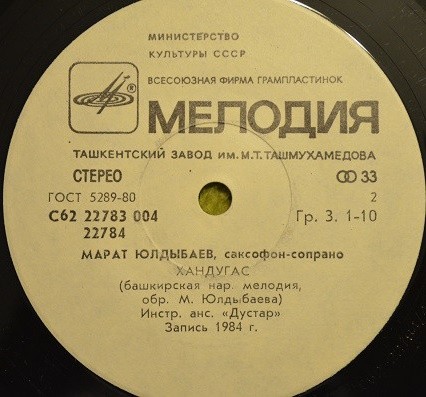 МИНИСТЕРСТВО
КУЛЬТУРЫ СССР
ВСЕСОЮЗНАЯ ФИРМА ГРАМПЛАСТИНОК
МЕЛОДИЯ
ТАШКЕНТСКИЙ ЗАВОД ИМ. М.Т. ТАШМУХАМЕДОВА
СТЕРЕО 33
ГОСТ 5289-80 2
С62 22783 004 Гр. 3. 1-10
22784
МАРАТ ЮЛДЫБАЕВ, саксофон-сопрано
ХАНДУГАС
(башкирская нар. мелодия,
обр. М. Юлдыбаева)
Инстр. анс. «Дустар»
Запись 1984 г.